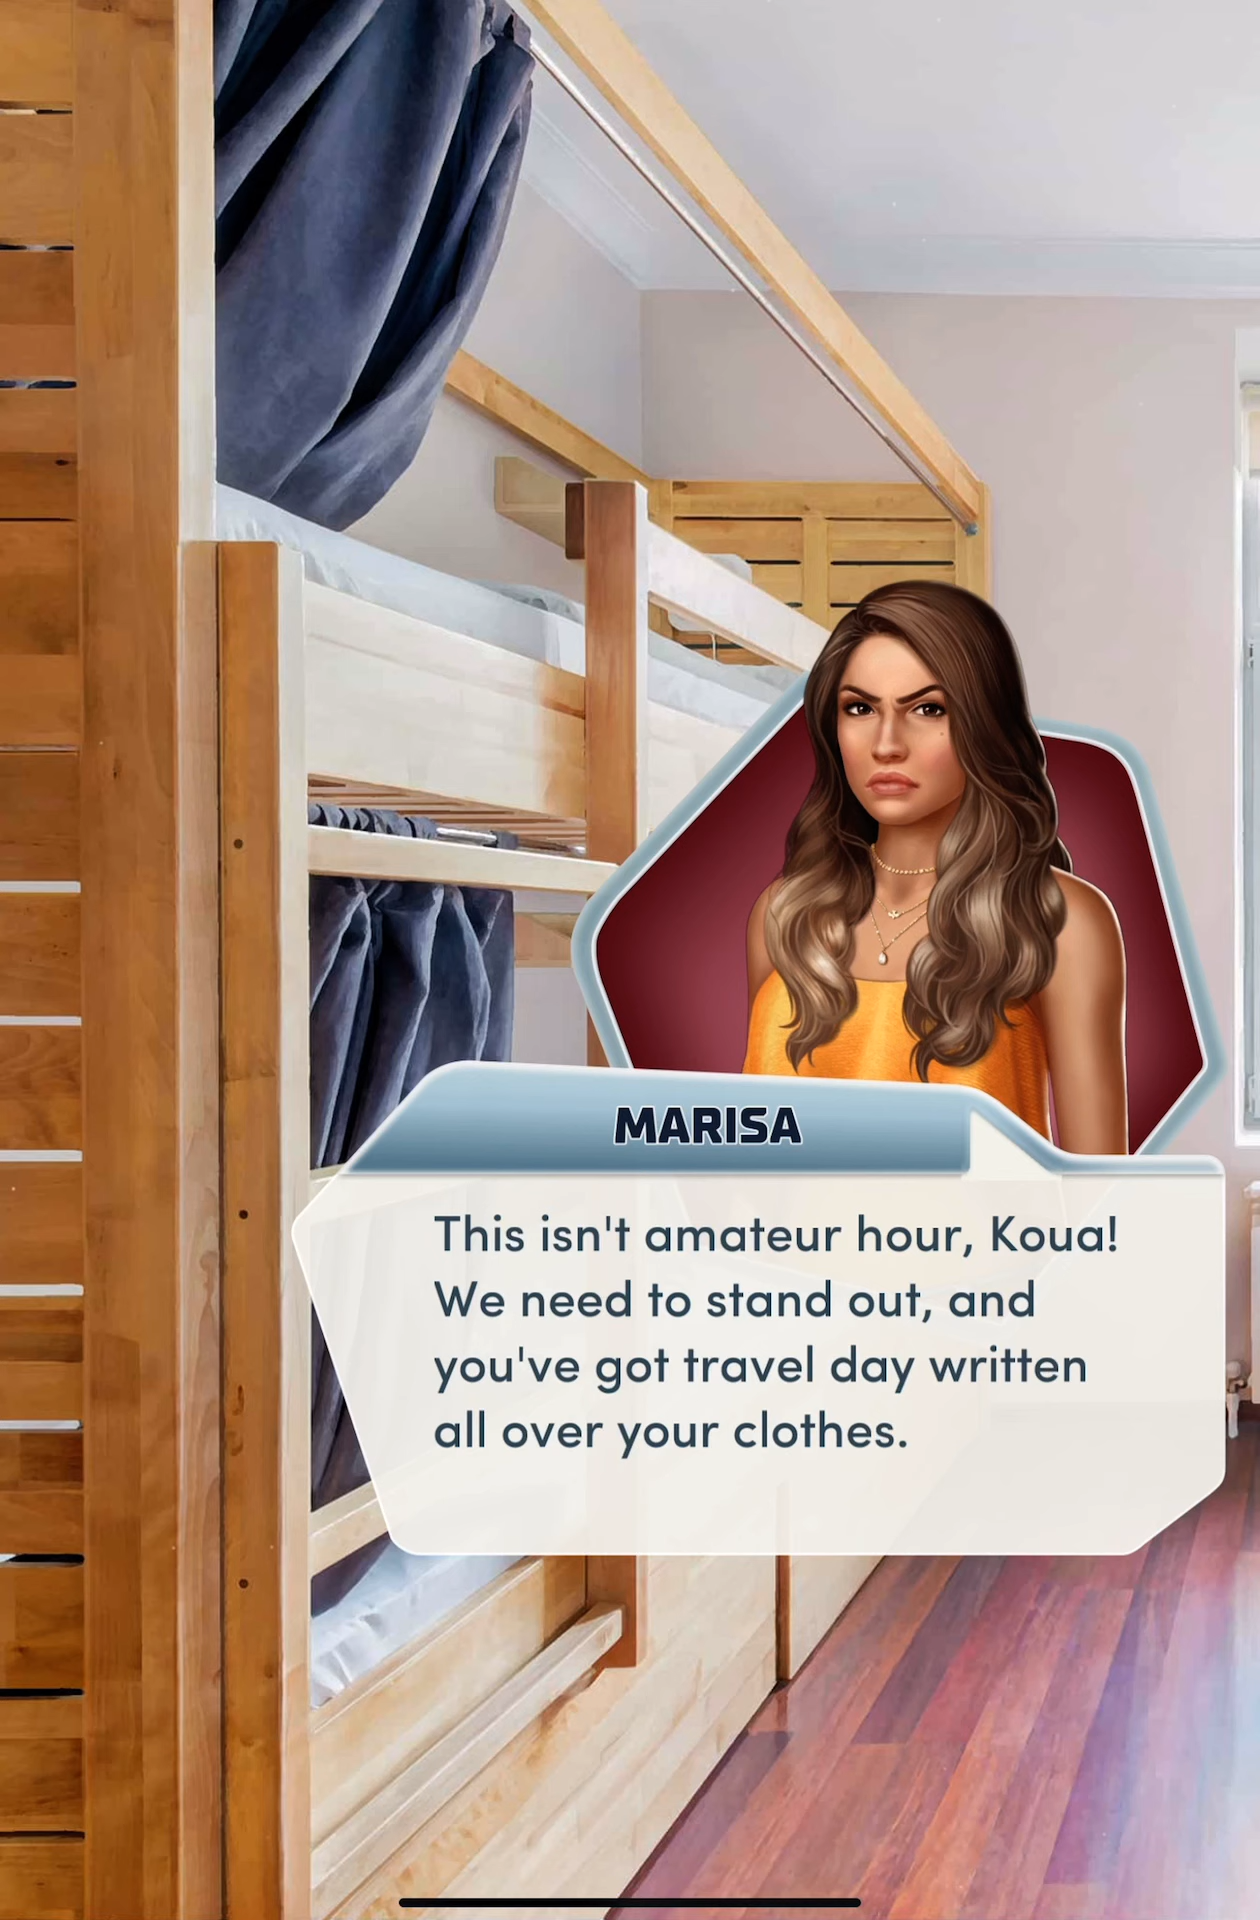 MARISA
This isn't amateur hour, Koua!
We need to stand out, and
you've got travel day written
all over your clothes.